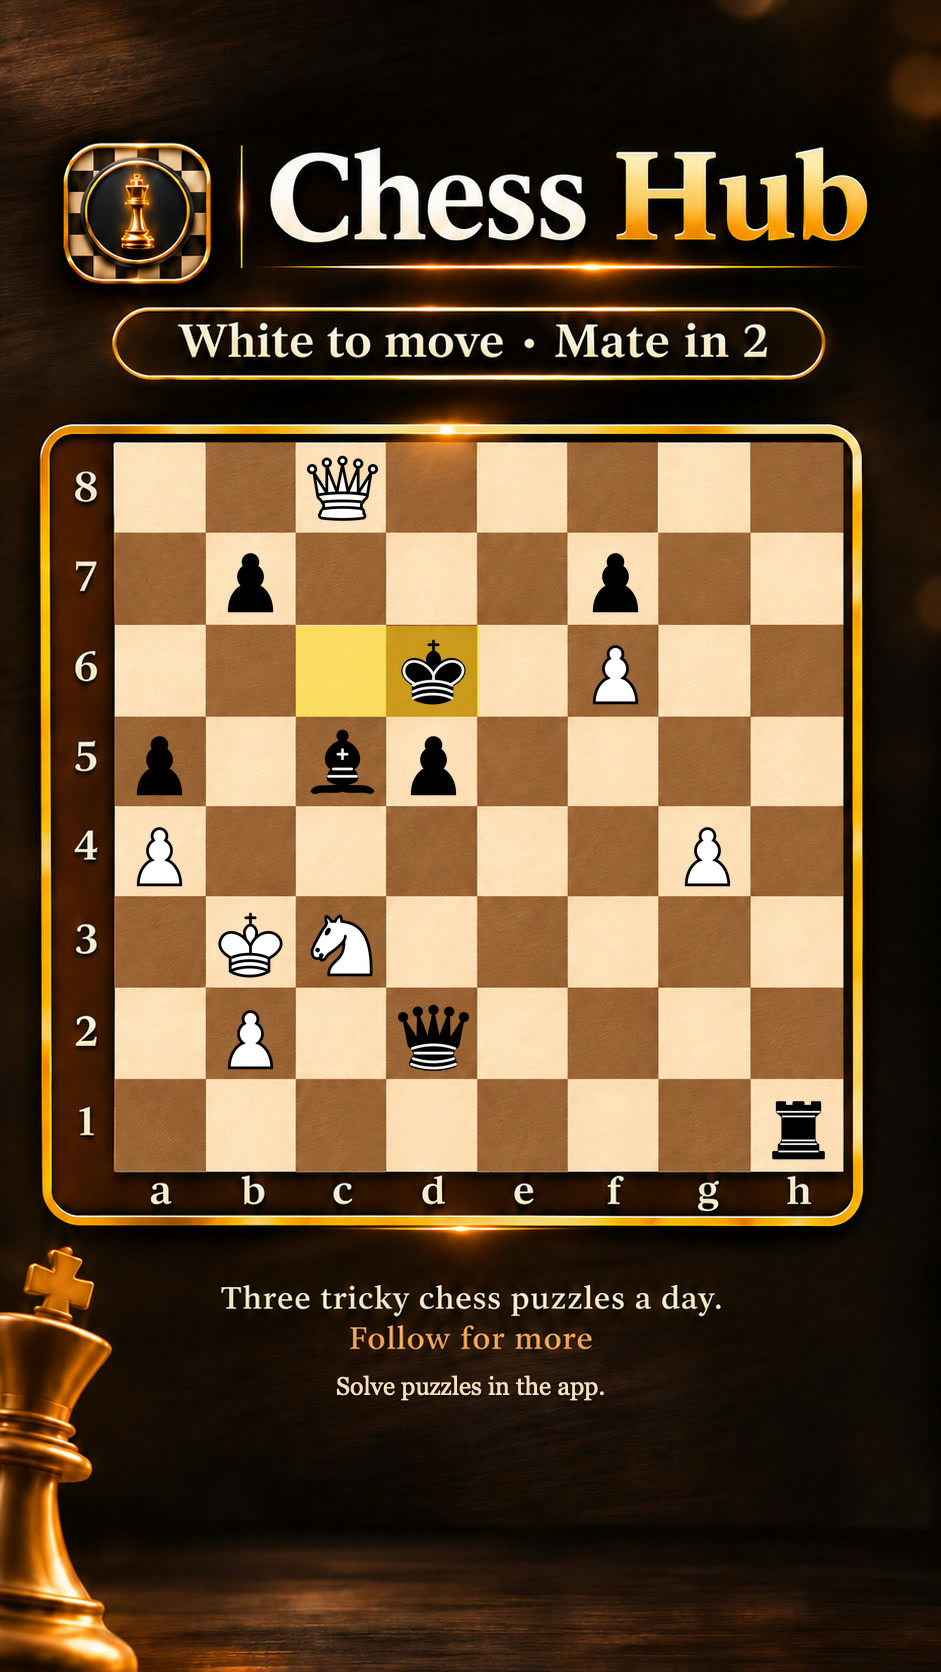 Chess Hub
White to move • Mate in 2
8
7
6
5
4
3
2
1
a b c d e f g h
Three tricky chess puzzles a day.
Follow for more
Solve puzzles in the app.